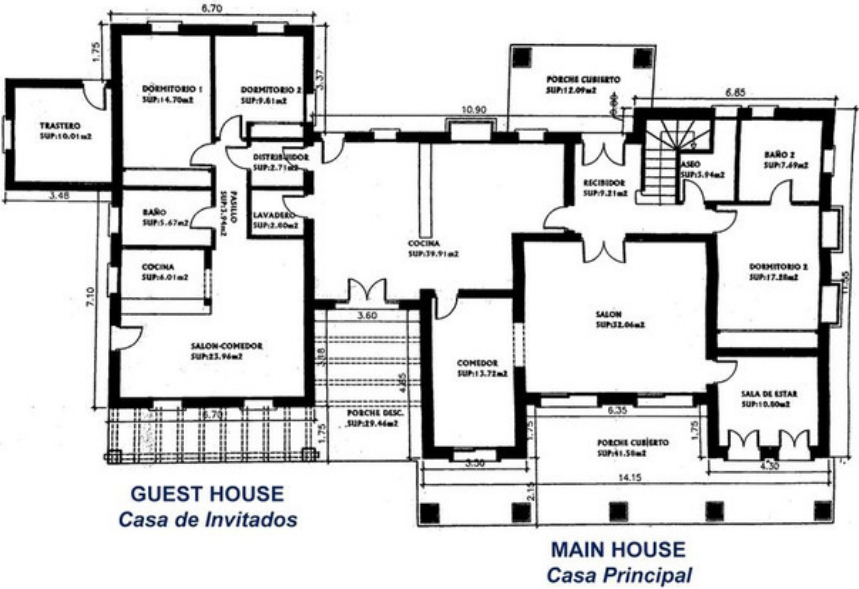 6.70
1.75
DORMITORIO 1
SUP:14.70m2
DORMITORIO 2
SUP:9.81m2
3.37
TRASTERO
SUP:10.01m2
3.48
DISTRIBUIDOR
SUP:2.71m2
BAÑO
SUP:5.67m2
PASILLO
LAVADERO
SUP:2.80m2
COCINA
SUP:6.01m2
7.10
SALON-COMEDOR
SUP:23.96m2
6.70
1.75
10.90
PORCHE CUBIERTO
SUP:12.09m2
6.85
RECIBIDOR
SUP:9.21m2
ASEO
SUP:3.94m2
BAÑO 2
SUP:7.69m2
COCINA
SUP:39.91m2
DORMITORIO 2
SUP:17.28m2
3.60
SALON
SUP:32.06m2
COMEDOR
SUP:13.72m2
PORCHE DESC.
SUP:29.46m2
SALA DE ESTAR
SUP:10.80m2
6.35
1.75
1.75
PORCHE CUBIERTO
SUP:41.58m2
3.50
4.30
14.15
2.15
GUEST HOUSE
Casa de Invitados
MAIN HOUSE
Casa Principal